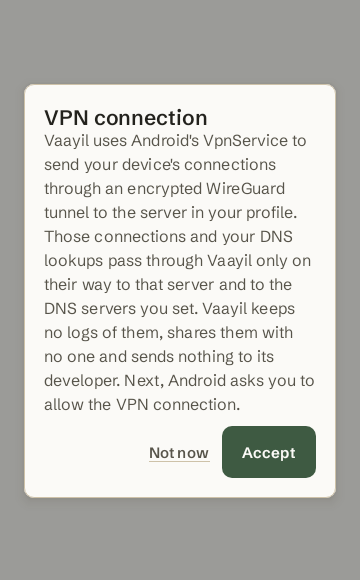 VPN connection
Vaayil uses Android's VpnService to
send your device's connections
through an encrypted WireGuard
tunnel to the server in your profile.
Those connections and your DNS
lookups pass through Vaayil only on
their way to that server and to the
DNS servers you set. Vaayil keeps
no logs of them, shares them with
no one and sends nothing to its
developer. Next, Android asks you to
allow the VPN connection.
Not now
Accept